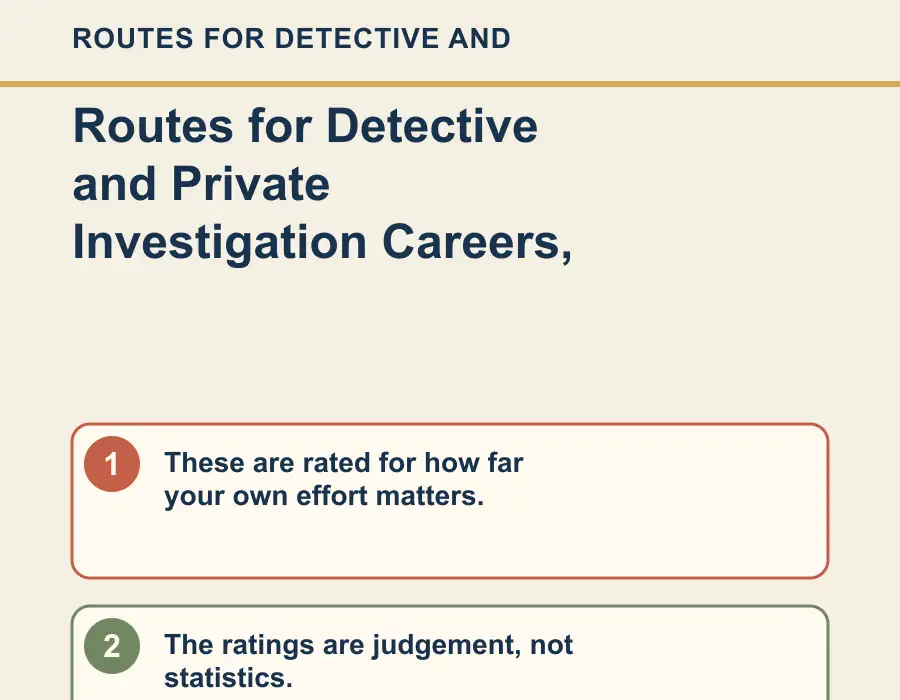 ROUTES FOR DETECTIVE AND
Routes for Detective
and Private
Investigation Careers,
1
These are rated for how far
your own effort matters.
2
The ratings are judgement, not
statistics.